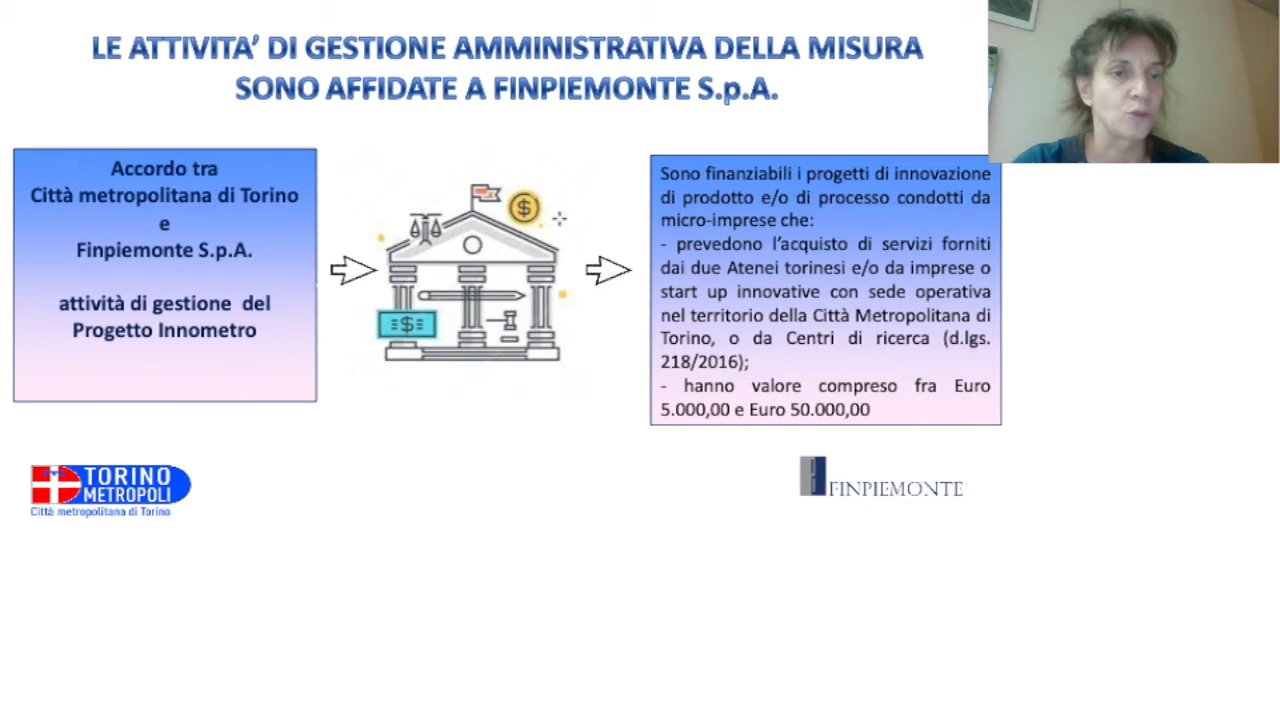 LE ATTIVITA' DI GESTIONE AMMINISTRATIVA DELLA MISURA
SONO AFFIDATE A FINPIEMONTE S.p.A.
Accordo tra
Città metropolitana di Torino
e
Finpiemonte S.p.A.
attività di gestione del
Progetto Innometro
$
=$=
Sono finanziabili i progetti di innovazione
di prodotto e/o di processo condotti da
micro-imprese che:
- prevedono l'acquisto di servizi forniti
dai due Atenei torinesi e/o da imprese o
start up innovative con sede operativa
nel territorio della Città Metropolitana di
Torino, o da Centri di ricerca (d.lgs.
218/2016);
- hanno valore compreso fra Euro
5.000,00 e Euro 50.000,00
TORINO
METROPOLI
Città metropolitana di Torino
FINPIEMONTE